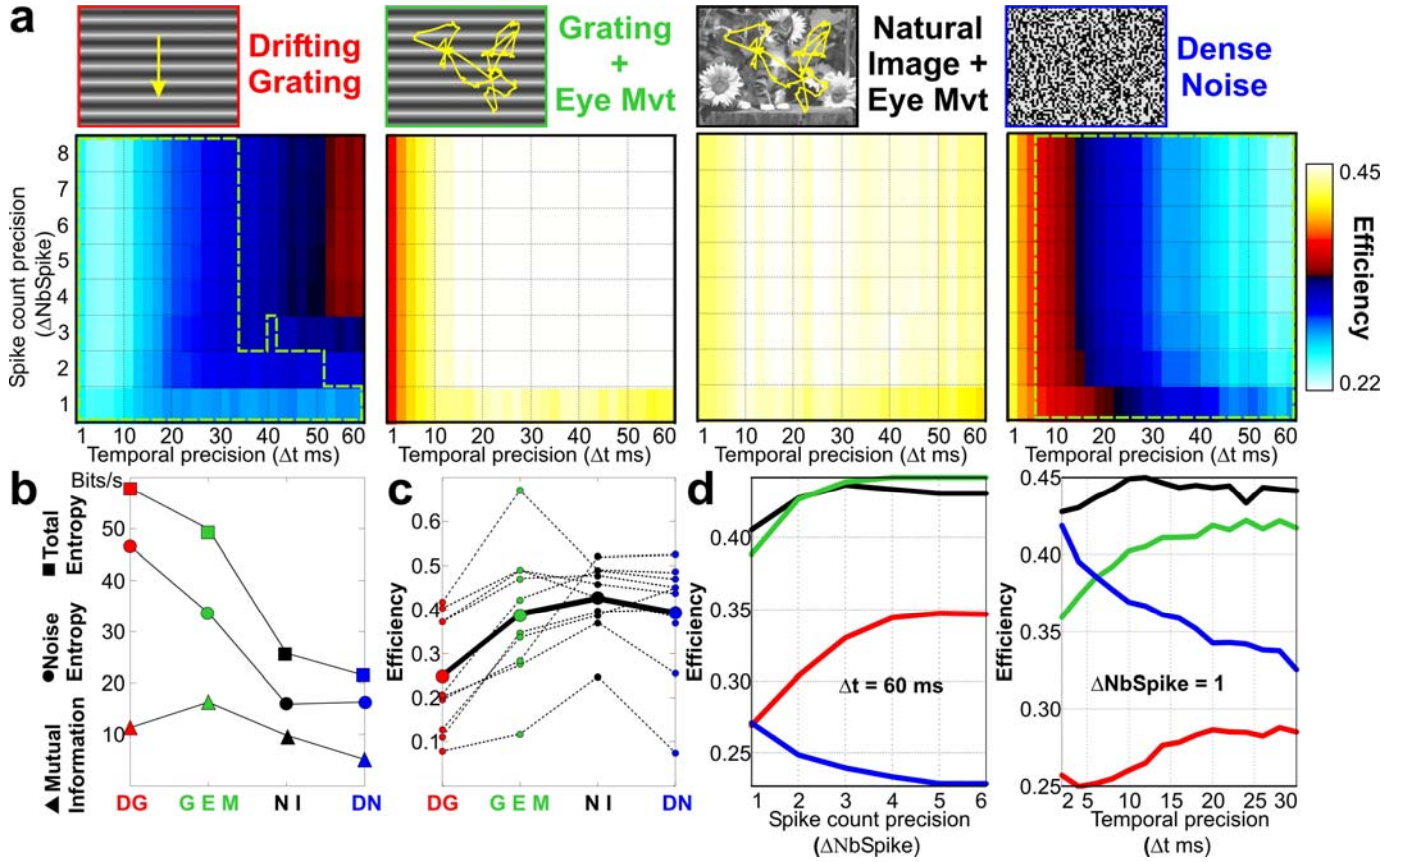 a
Drifting
Grating
Grating
+
Eye Mvt
Natural
Image +
Eye Mvt
Dense
Noise
Spike count precision
(ΔNbSpike)
8
7
6
5
4
3
2
1
1 10 20 30 40 50 60
Temporal precision (Δt ms)
1 10 20 30 40 50 60
Temporal precision (Δt ms)
1 10 20 30 40 50 60
Temporal precision (Δt ms)
1 10 20 30 40 50 60
Temporal precision (Δt ms)
0.45
Efficiency
0.22
b
Bits/s
■ Total
Entropy
●Noise
Entropy
▲Mutual
Information
50
40
30
20
10
DG G E M N I DN
c
Efficiency
0.6
0.5
0.4
0.3
0.2
0.1
DG G E M N I DN
d
Efficiency
0.40
0.35
0.30
0.25
Δt = 60 ms
1 2 3 4 5 6
Spike count precision
(ΔNbSpike)
Efficiency
0.45
0.40
0.35
0.30
0.25
ΔNbSpike = 1
2 5 10 15 20 25 30
Temporal precision
(Δt ms)